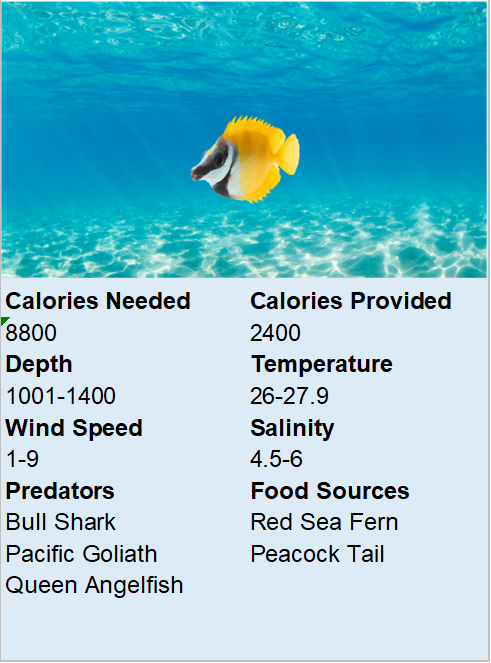 Calories Needed Calories Provided
8800 2400
Depth Temperature
1001-1400 26-27.9
Wind Speed Salinity
1-9 4.5-6
Predators Food Sources
Bull Shark Red Sea Fern
Pacific Goliath Peacock Tail
Queen Angelfish